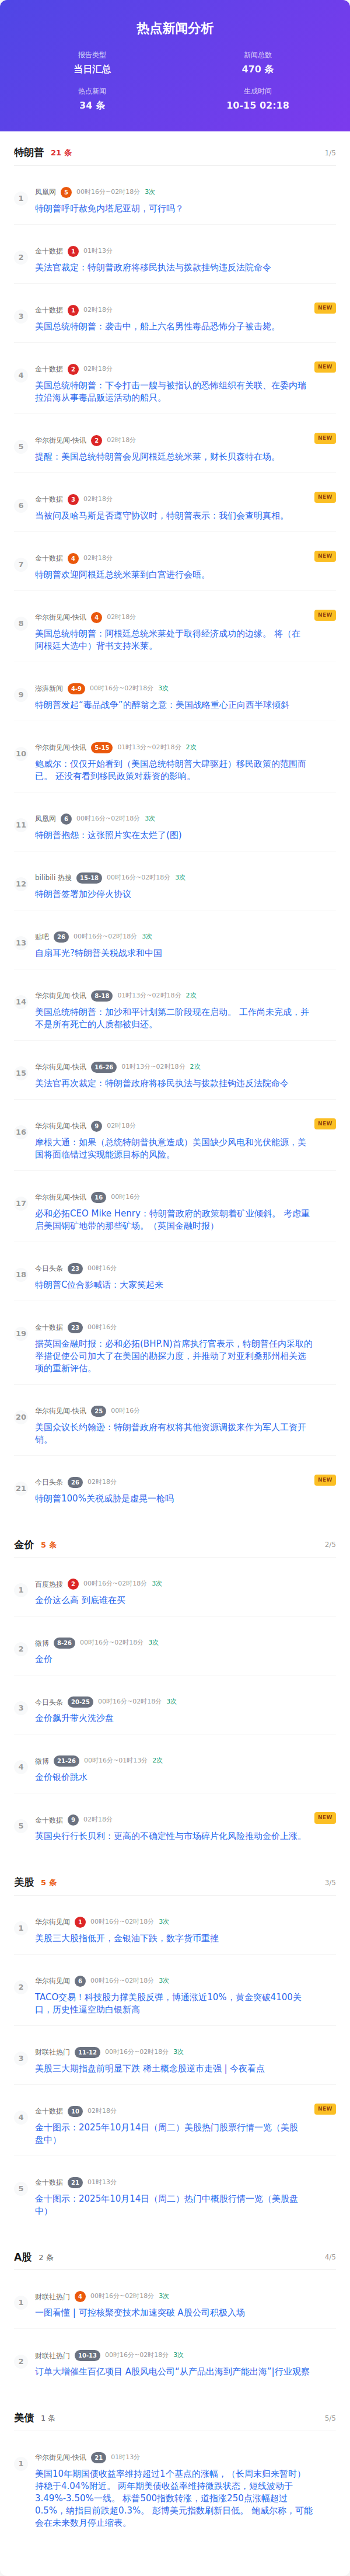 热点新闻分析
报告类型
当日汇总
新闻总数
470 条
热点新闻
34 条
生成时间
10-15 02:18
特朗普 21 条 1/5
1
凤凰网 5 00时16分~02时18分 3次
特朗普呼吁赦免内塔尼亚胡，可行吗？
2
金十数据 1 01时13分
美法官裁定：特朗普政府将移民执法与拨款挂钩违反法院命令
3
金十数据 1 02时18分 NEW
美国总统特朗普：袭击中，船上六名男性毒品恐怖分子被击毙。
4
金十数据 2 02时18分 NEW
美国总统特朗普：下令打击一艘与被指认的恐怖组织有关联、在委内瑞
拉沿海从事毒品贩运活动的船只。
5
华尔街见闻-快讯 2 02时18分 NEW
提醒：美国总统特朗普会见阿根廷总统米莱，财长贝森特在场。
6
金十数据 3 02时18分 NEW
当被问及哈马斯是否遵守协议时，特朗普表示：我们会查明真相。
7
金十数据 4 02时18分 NEW
特朗普欢迎阿根廷总统米莱到白宫进行会晤。
8
华尔街见闻-快讯 4 02时18分 NEW
美国总统特朗普：阿根廷总统米莱处于取得经济成功的边缘。 将（在
阿根廷大选中）背书支持米莱。
9
澎湃新闻 4-9 00时16分~02时18分 3次
特朗普发起“毒品战争”的醉翁之意：美国战略重心正向西半球倾斜
10
华尔街见闻-快讯 5-15 01时13分~02时18分 2次
鲍威尔：仅仅开始看到（美国总统特朗普大肆驱赶）移民政策的范围而
已。 还没有看到移民政策对薪资的影响。
11
凤凰网 6 00时16分~02时18分 3次
特朗普抱怨：这张照片实在太烂了(图)
12
bilibili 热搜 15-18 00时16分~02时18分 3次
特朗普签署加沙停火协议
13
贴吧 26 00时16分~02时18分 3次
自扇耳光?特朗普关税战求和中国
14
华尔街见闻-快讯 8-18 01时13分~02时18分 2次
美国总统特朗普：加沙和平计划第二阶段现在启动。 工作尚未完成，并
不是所有死亡的人质都被归还。
15
华尔街见闻-快讯 16-26 01时13分~02时18分 2次
美法官再次裁定：特朗普政府将移民执法与拨款挂钩违反法院命令
16
华尔街见闻-快讯 9 02时18分 NEW
摩根大通：如果（总统特朗普执意造成）美国缺少风电和光伏能源，美
国将面临错过实现能源目标的风险。
17
华尔街见闻-快讯 16 00时16分
必和必拓CEO Mike Henry：特朗普政府的政策朝着矿业倾斜。 考虑重
启美国铜矿地带的那些矿场。（英国金融时报）
18
今日头条 23 00时16分
特朗普C位合影喊话：大家笑起来
19
金十数据 23 00时16分
据英国金融时报：必和必拓(BHP.N)首席执行官表示，特朗普任内采取的
举措促使公司加大了在美国的勘探力度，并推动了对亚利桑那州相关选
项的重新评估。
20
华尔街见闻-快讯 25 00时16分
美国众议长约翰逊：特朗普政府有权将其他资源调拨来作为军人工资开
销。
21
今日头条 26 02时18分 NEW
特朗普100%关税威胁是虚晃一枪吗
金价 5 条 2/5
1
百度热搜 2 00时16分~02时18分 3次
金价这么高 到底谁在买
2
微博 8-26 00时16分~02时18分 3次
金价
3
今日头条 20-25 00时16分~02时18分 3次
金价飙升带火洗沙盘
4
微博 21-26 00时16分~01时13分 2次
金价银价跳水
5
金十数据 9 02时18分 NEW
英国央行行长贝利：更高的不确定性与市场碎片化风险推动金价上涨。
美股 5 条 3/5
1
华尔街见闻 1 00时16分~02时18分 3次
美股三大股指低开，金银油下跌，数字货币重挫
2
华尔街见闻 6 00时16分~02时18分 3次
TACO交易！科技股力撑美股反弹，博通涨近10%，黄金突破4100关
口，历史性逼空助白银新高
3
财联社热门 11-12 00时16分~02时18分 3次
美股三大期指盘前明显下跌 稀土概念股逆市走强 | 今夜看点
4
金十数据 10 02时18分 NEW
金十图示：2025年10月14日（周二）美股热门股票行情一览（美股
盘中）
5
金十数据 21 01时13分
金十图示：2025年10月14日（周二）热门中概股行情一览（美股盘
中）
A股 2 条 4/5
1
财联社热门 4 00时16分~02时18分 3次
一图看懂 | 可控核聚变技术加速突破 A股公司积极入场
2
财联社热门 10-13 00时16分~02时18分 3次
订单大增催生百亿项目 A股风电公司“从产品出海到产能出海”|行业观察
美债 1 条 5/5
1
华尔街见闻-快讯 21 01时13分
美国10年期国债收益率维持超过1个基点的涨幅，（长周末归来暂时）
持稳于4.04%附近。 两年期美债收益率维持微跌状态，短线波动于
3.49%-3.50%一线。 标普500指数转涨，道指涨250点涨幅超过
0.5%，纳指目前跌超0.3%。 彭博美元指数刷新日低。 鲍威尔称，可能
会在未来数月停止缩表。